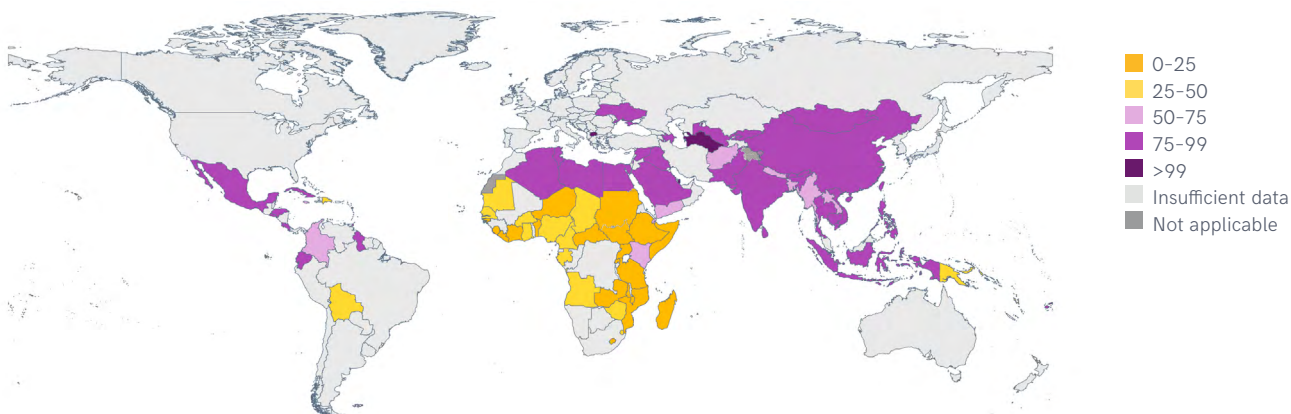 0–25
25–50
50–75
75–99
>99
Insufficient data
Not applicable